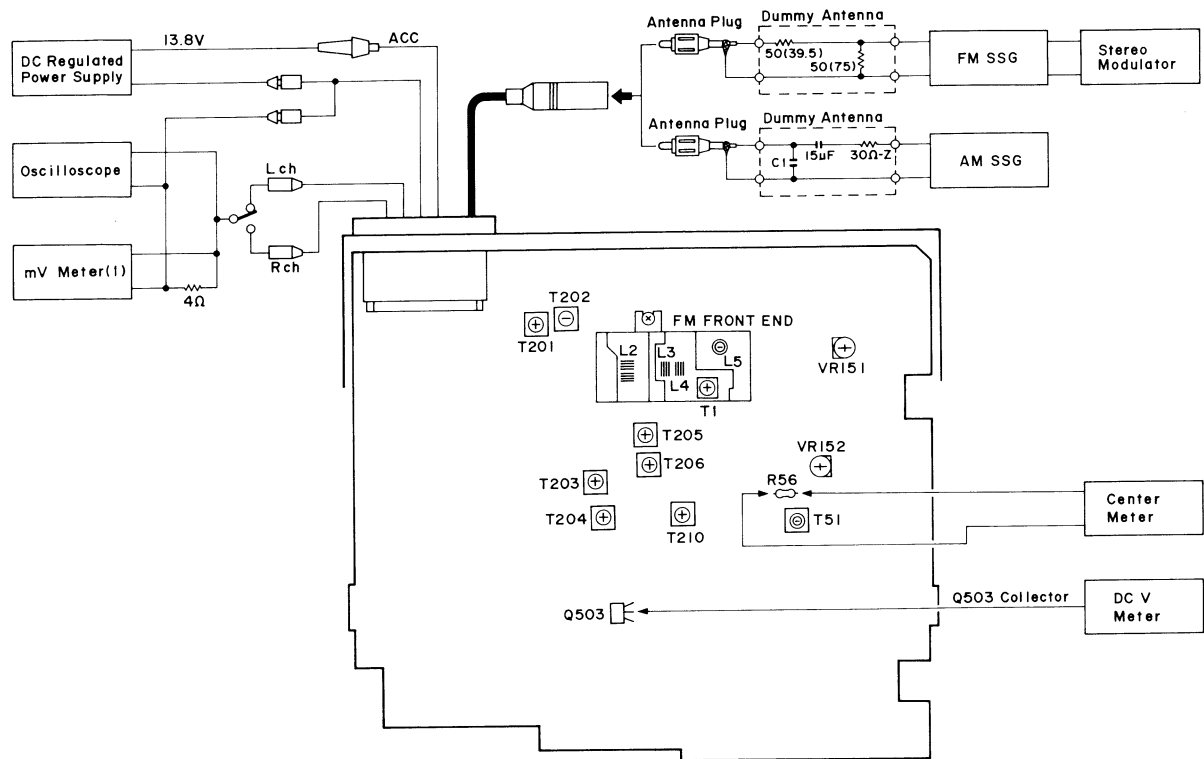 13.8V
ACC
DC Regulated
Power Supply
Oscilloscope
mV Meter(1)
4Ω
L ch
R ch
Antenna Plug
Dummy Antenna
50(39.5)
50(75)
FM SSG
Stereo
Modulator
Antenna Plug
Dummy Antenna
C1
15μF
30Ω-Z
AM SSG
T202
T201
FM FRONT END
L2
L3
L4
L5
T1
VR151
T205
T206
VR152
T203
T204
T210
R56
T51
Center
Meter
Q503
Q503 Collector
DC V
Meter